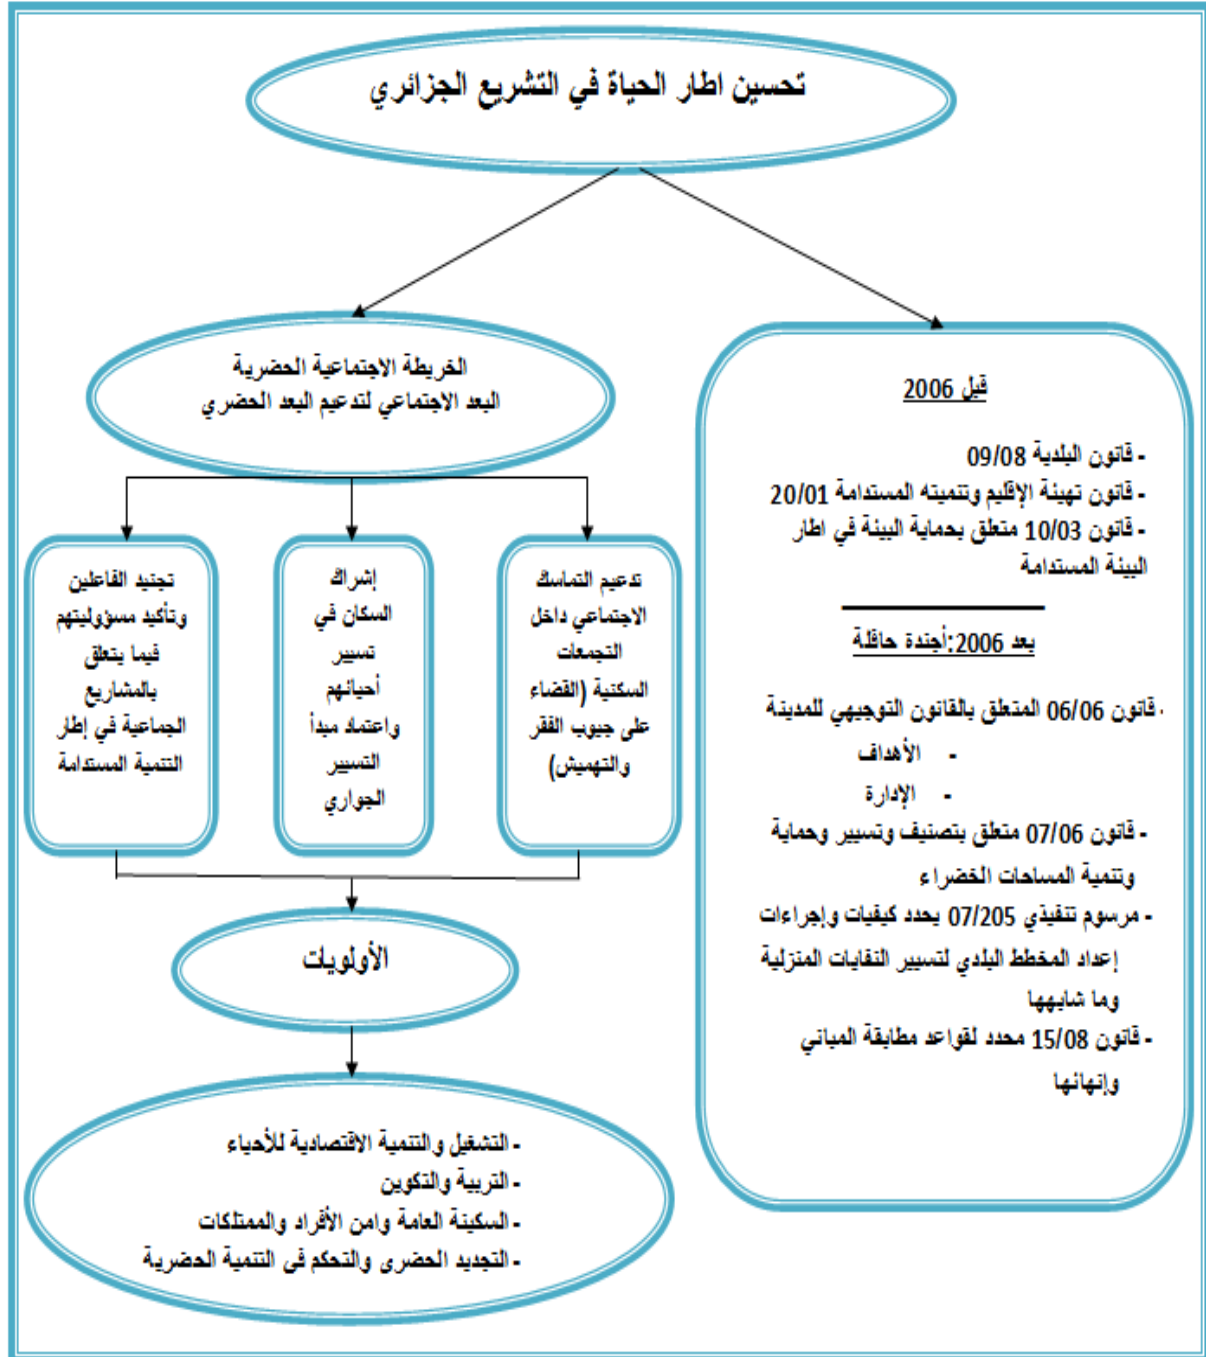 تحسين اطار الحياة في التشريع الجزائري
قبل 2006
- قانون البلدية 09/08
- قانون تهيئة الإقليم وتنميته المستدامة 20/01
- قانون 10/03 متعلق بحماية البيئة في اطار
البيئة المستدامة
بعد 2006:أجندة حافلة
- قانون 06/06 المتعلق بالقانون التوجيهي للمدينة
- الأهداف
- الإدارة
- قانون 07/06 متعلق بتصنيف وتسيير وحماية
وتنمية المساحات الخضراء
- مرسوم تنفيذي 07/205 يحدد كيفيات وإجراءات
إعداد المخطط البلدي لتسيير النفايات المنزلية
وما شابهها
- قانون 15/08 محدد لقواعد مطابقة المباني
وإنهائها
الخريطة الاجتماعية الحضرية
البعد الاجتماعي لتدعيم البعد الحضري
تدعيم التماسك
الاجتماعي داخل
التجمعات
السكنية (القضاء
على جيوب الفقر
والتهميش)
إشراك
السكان في
تسيير
أحيائهم
واعتماد مبدأ
التسيير
الجواري
تجنيد الفاعلين
وتأكيد مسؤوليتهم
فيما يتعلق
بالمشاريع
الجماعية في إطار
التنمية المستدامة
الأولويات
- التشغيل والتنمية الاقتصادية للأحياء
- التربية والتكوين
- السكينة العامة وامن الأفراد والممتلكات
- التجديد الحضرى والتحكم فى التنمية الحضرية